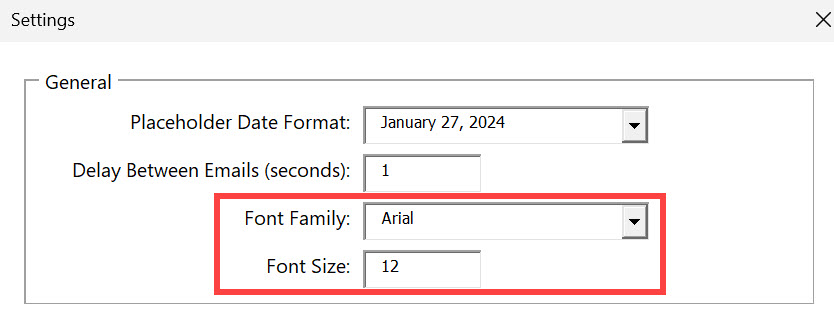 Settings
General
Placeholder Date Format: January 27, 2024
Delay Between Emails (seconds): 1
Font Family: Arial
Font Size: 12